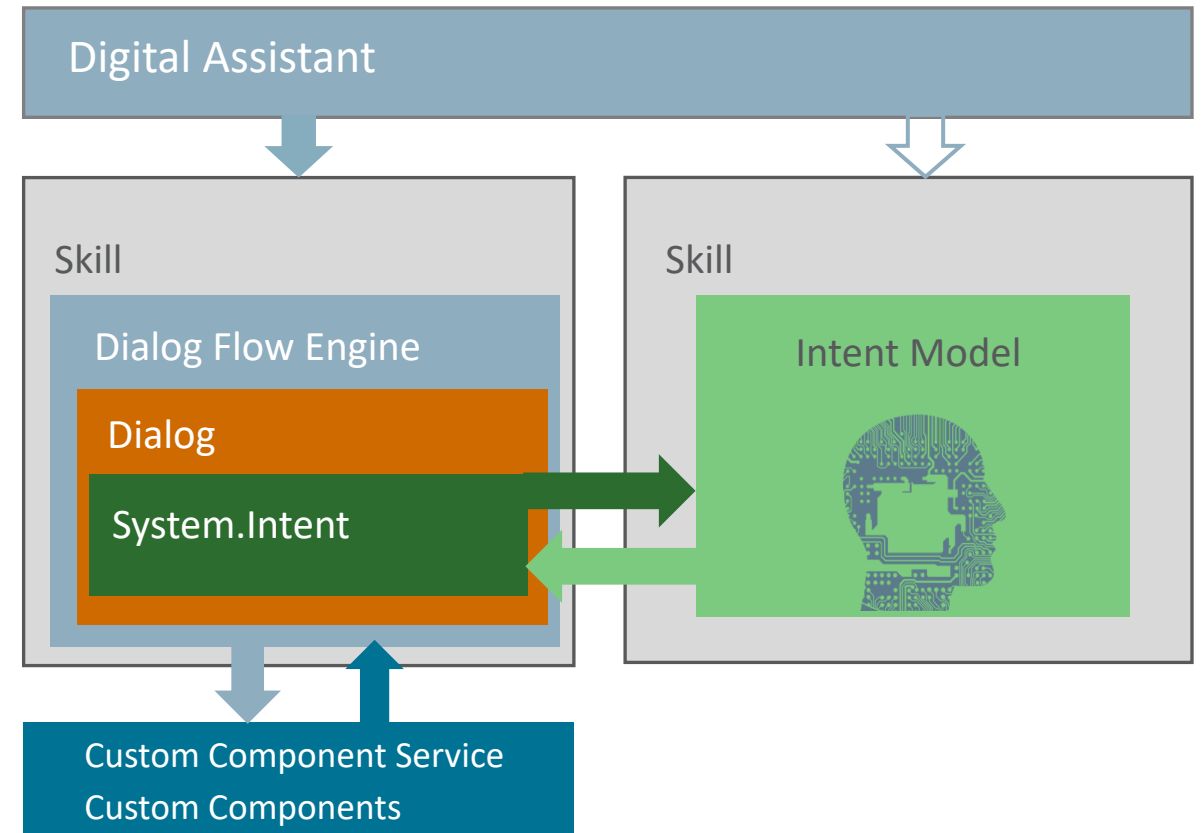 Digital Assistant
Skill
Dialog Flow Engine
Dialog
System.Intent
Skill
Intent Model
Custom Component Service
Custom Components